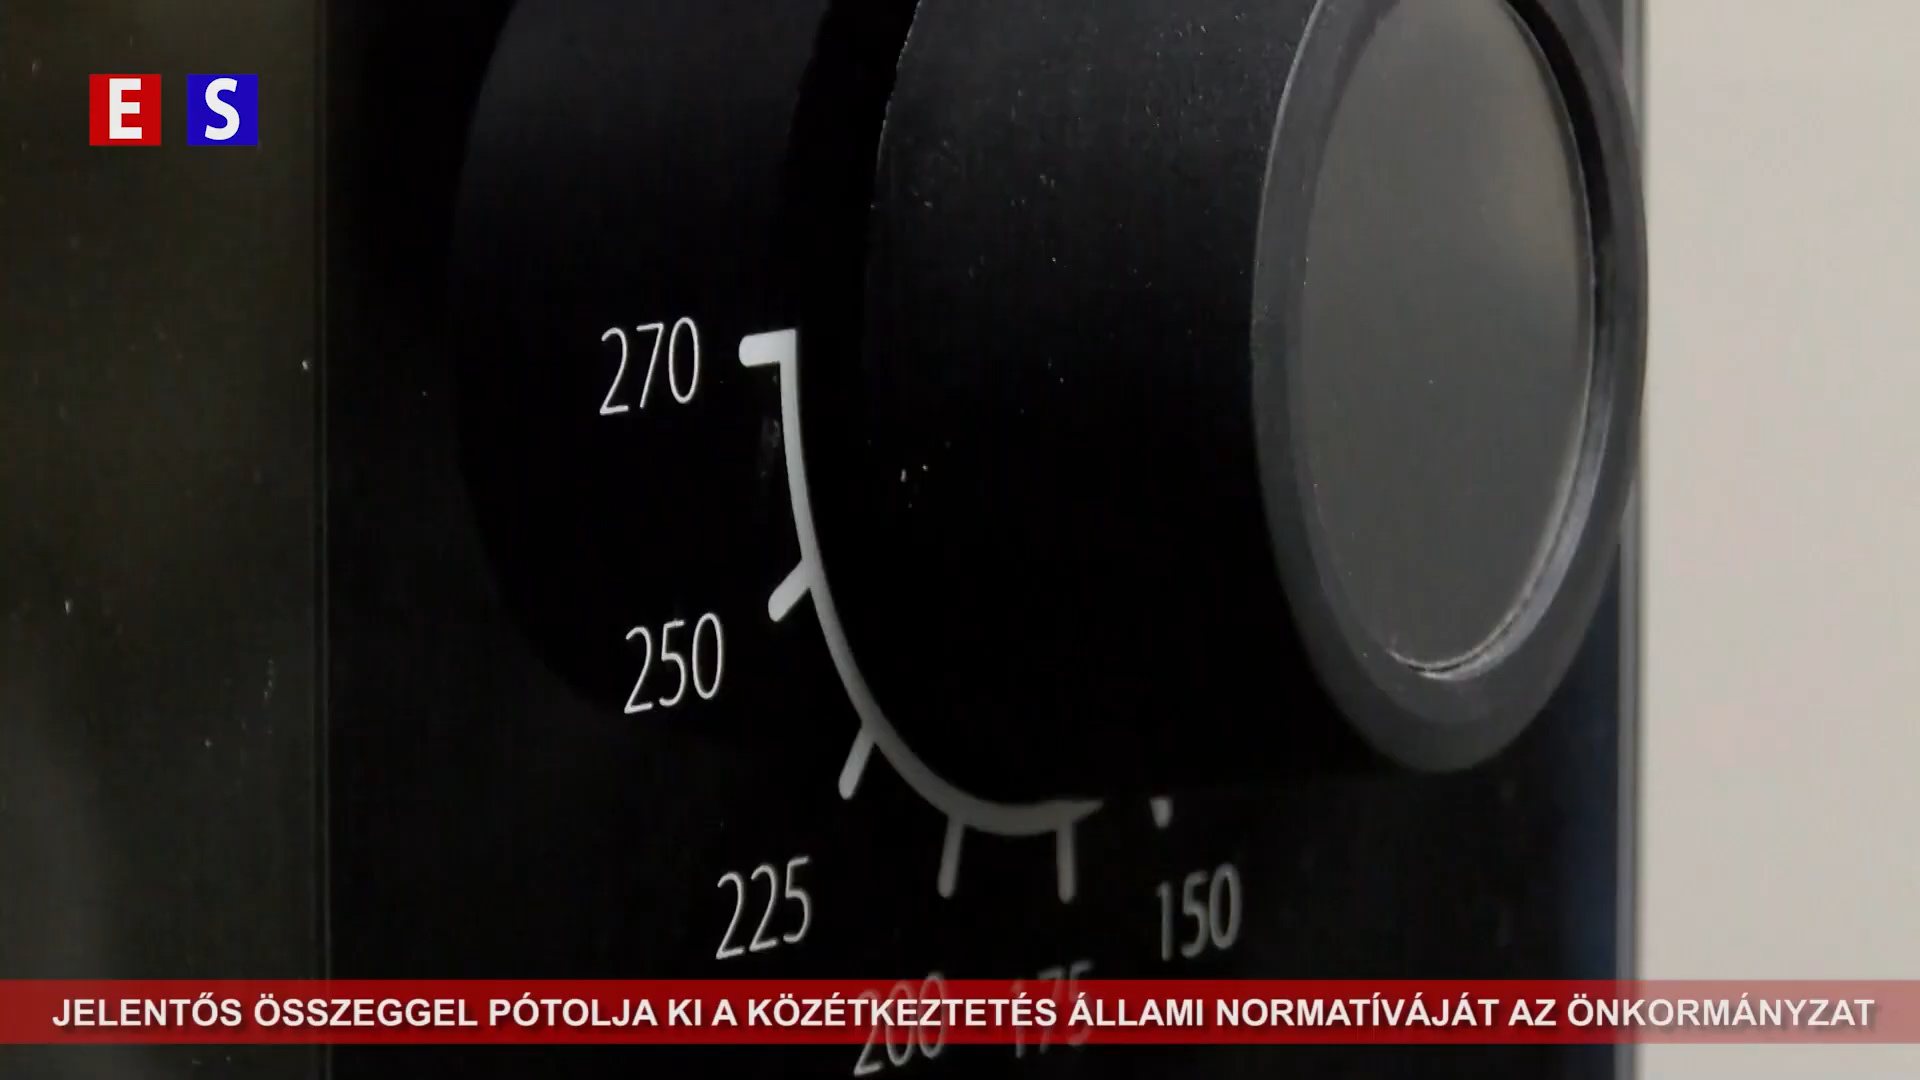 E S
270
250
225
150
200 175
JELENTŐS ÖSSZEGGEL PÓTOLJA KI A KÖZÉTKEZTETÉS ÁLLAMI NORMATÍVÁJÁT AZ ÖNKORMÁNYZAT